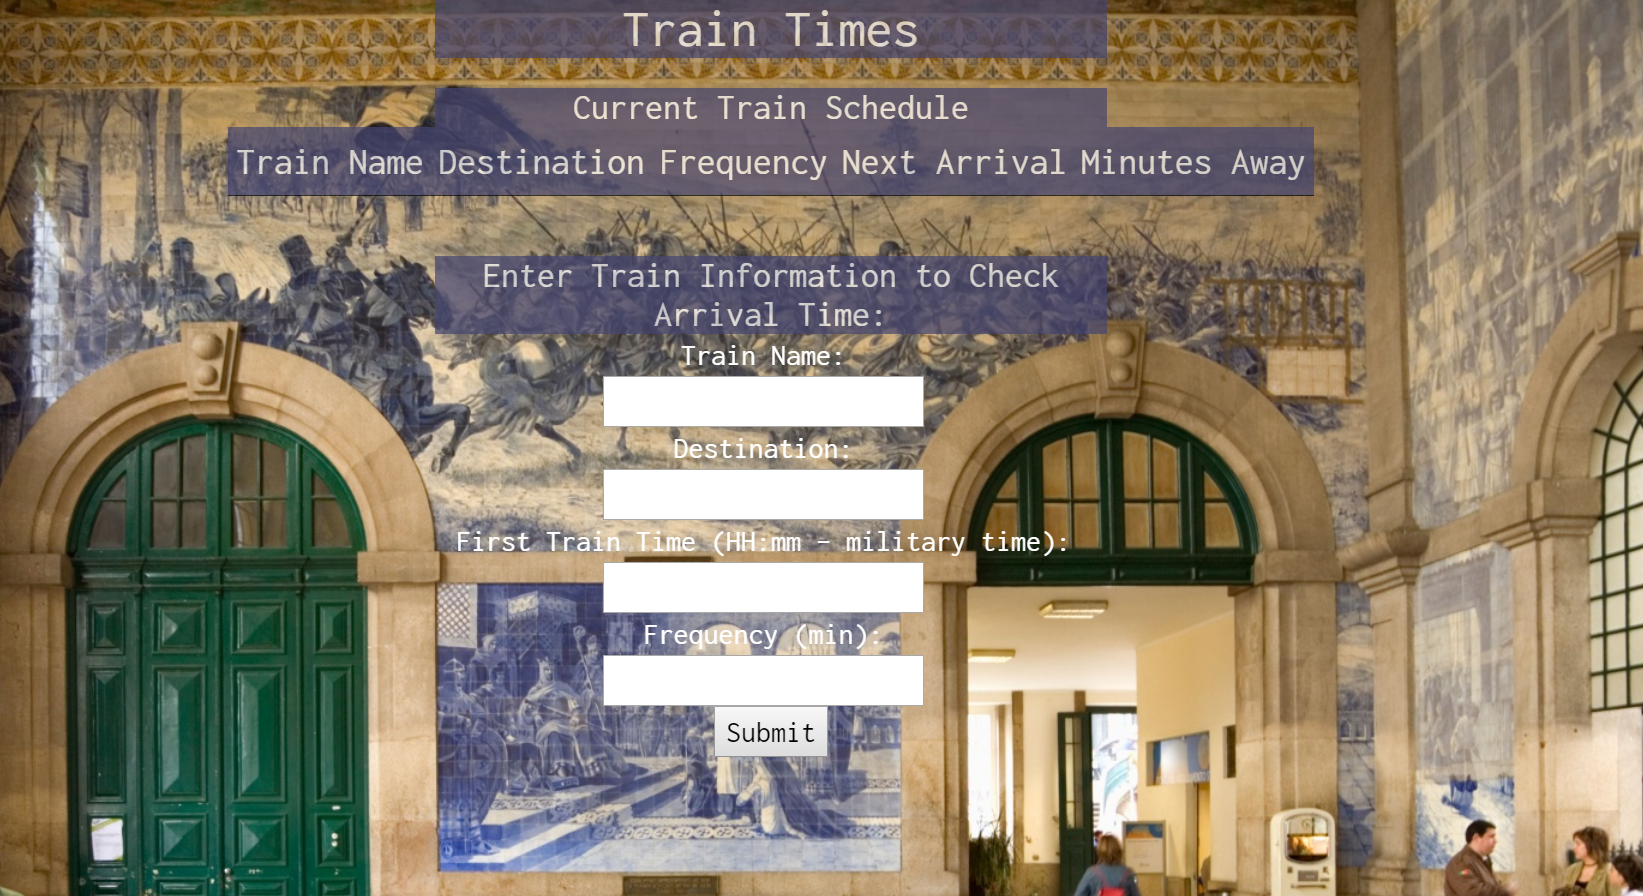 Train Times
Current Train Schedule
Train Name Destination Frequency Next Arrival Minutes Away
Enter Train Information to Check
Arrival Time:
Train Name:
Destination:
First Train Time (HH:mm - military time):
Frequency (min):
Submit